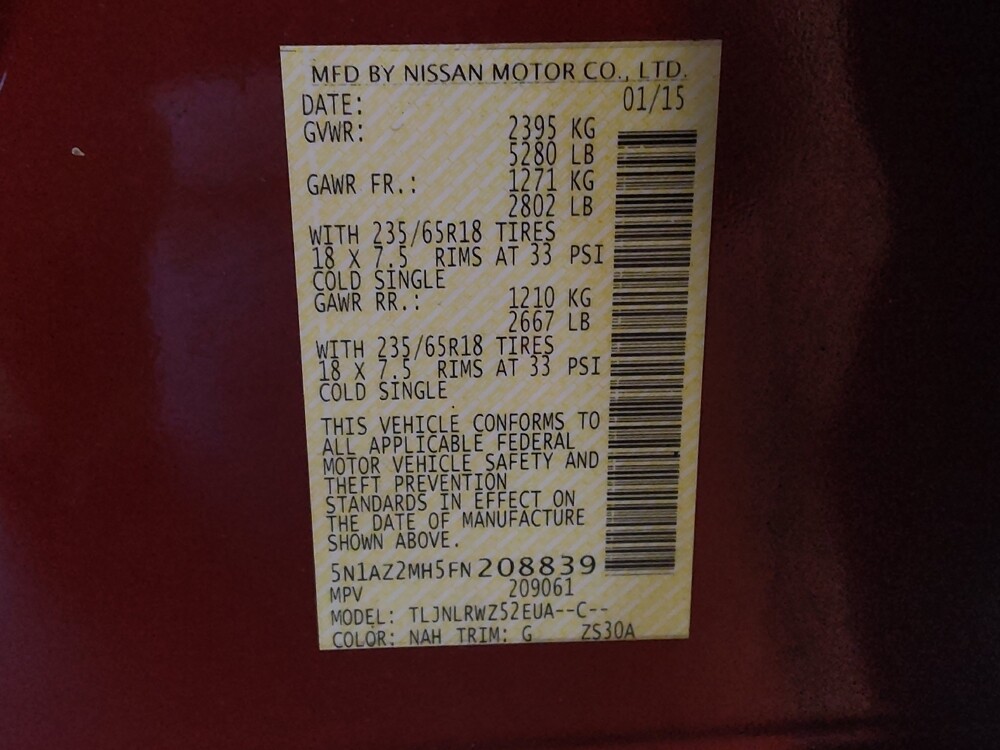 MFD BY NISSAN MOTOR CO., LTD.
DATE: 01/15
GVWR: 2395 KG
5280 LB
GAWR FR.: 1271 KG
2802 LB
WITH 235/65R18 TIRES
18 X 7.5 RIMS AT 33 PSI
COLD SINGLE
GAWR RR.: 1210 KG
2667 LB
WITH 235/65R18 TIRES
18 X 7.5 RIMS AT 33 PSI
COLD SINGLE
THIS VEHICLE CONFORMS TO
ALL APPLICABLE FEDERAL
MOTOR VEHICLE SAFETY AND
THEFT PREVENTION
STANDARDS IN EFFECT ON
THE DATE OF MANUFACTURE
SHOWN ABOVE.
5N1AZ2MH5FN208839
MPV 209061
MODEL: TLJNLRWZ52EUA--C--
COLOR: NAH TRIM: G ZS30A